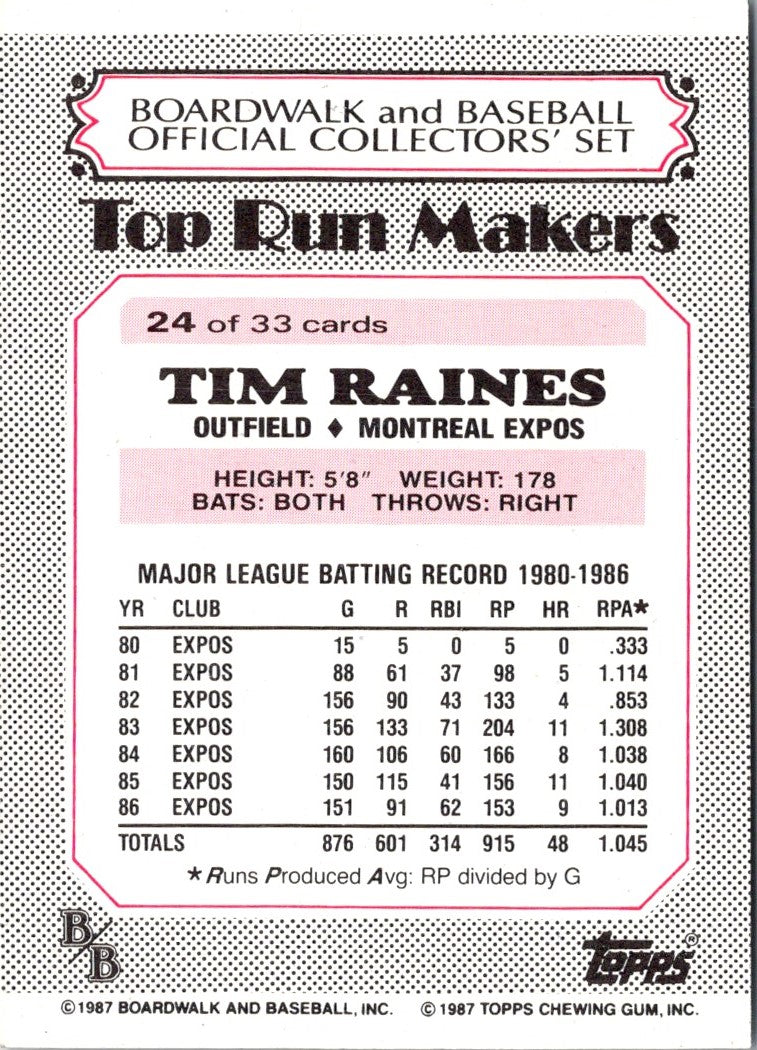 BOARDWALK and BASEBALL
OFFICIAL COLLECTORS' SET
Top Run Makers
24 of 33 cards
TIM RAINES
OUTFIELD ♦ MONTREAL EXPOS
HEIGHT: 5'8" WEIGHT: 178
BATS: BOTH THROWS: RIGHT
MAJOR LEAGUE BATTING RECORD 1980-1986
YR CLUB G R RBI RP HR RPA*
80 EXPOS 15 5 0 5 0 .333
81 EXPOS 88 61 37 98 5 1.114
82 EXPOS 156 90 43 133 4 .853
83 EXPOS 156 133 71 204 11 1.308
84 EXPOS 160 106 60 166 8 1.038
85 EXPOS 150 115 41 156 11 1.040
86 EXPOS 151 91 62 153 9 1.013
TOTALS 876 601 314 915 48 1.045
*Runs Produced Avg: RP divided by G
B/B
Topps®
©1987 BOARDWALK AND BASEBALL, INC. ©1987 TOPPS CHEWING GUM, INC.